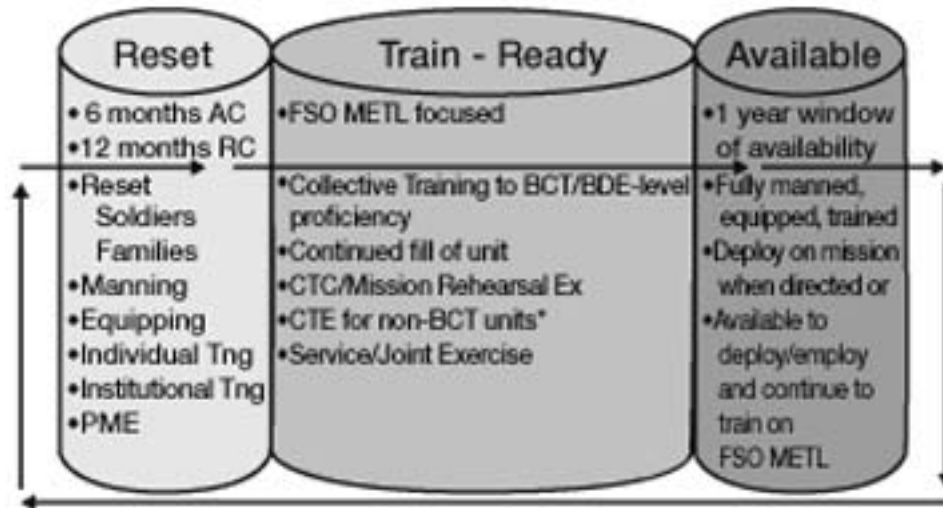 Reset
• 6 months AC
•12 months RC
•Reset
Soldiers
Families
•Manning
•Equipping
•Individual Tng
•Institutional Tng
•PME
Train - Ready
•FSO METL focused
•Collective Training to BCT/BDE-level
proficiency
•Continued fill of unit
•CTC/Mission Rehearsal Ex
•CTE for non-BCT units*
•Service/Joint Exercise
Available
•1 year window
of availability
•Fully manned,
equipped, trained
•Deploy on mission
when directed or
•Available to
deploy/employ
and continue to
train on
FSO METL